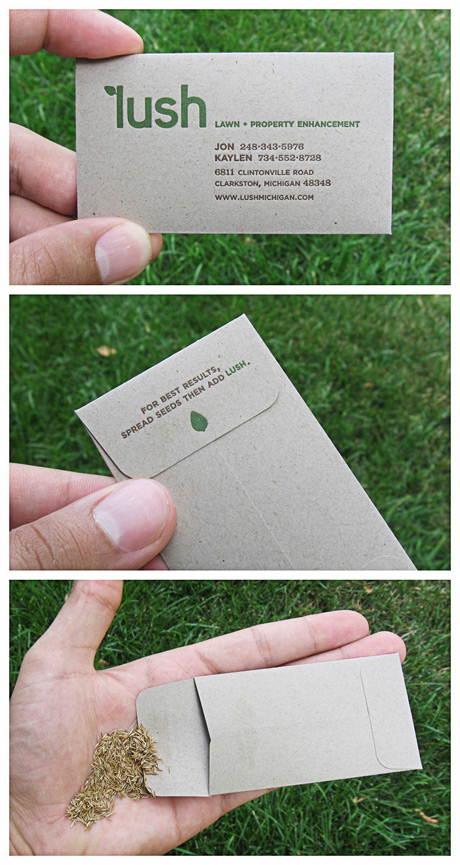 lush LAWN + PROPERTY ENHANCEMENT
JON 248•343•5976
KAYLEN 734•552•8728
6811 CLINTONVILLE ROAD
CLARKSTON, MICHIGAN 48348
WWW.LUSHMICHIGAN.COM
FOR BEST RESULTS,
SPREAD SEEDS THEN ADD LUSH.